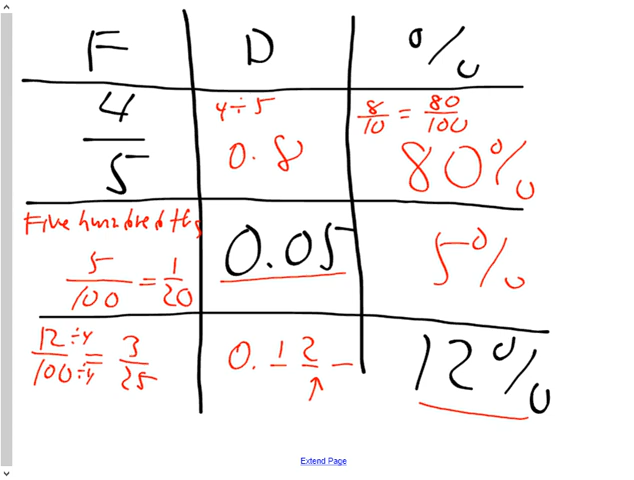 F D %
4/5 4÷5 0.8 8/10 = 80/100 80%
Five hundredths 5/100 = 1/20 0.05 5%
12÷4/100÷4 = 3/25 0.12_ 12%
Extend Page